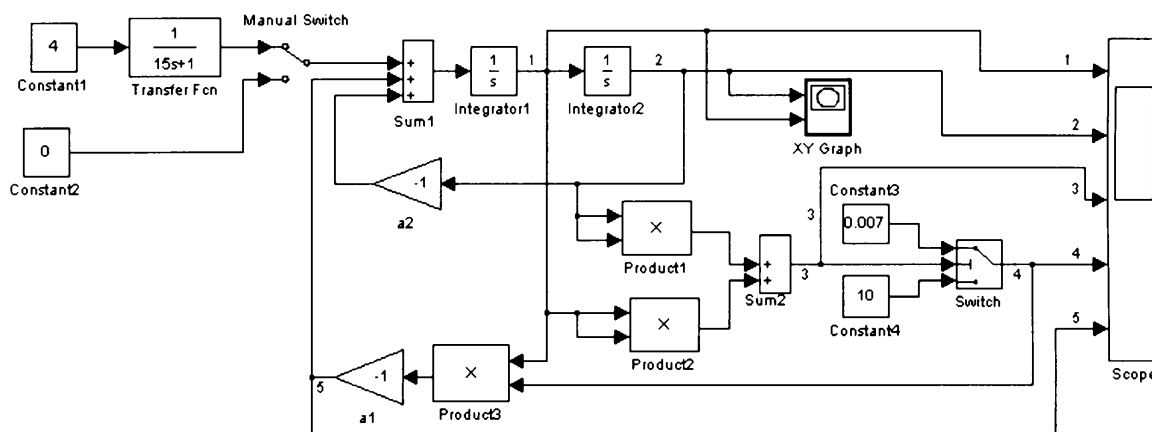 Manual Switch
4
Constant1
1
15s+1
Transfer Fcn
0
Constant2
+
+
+
Sum1
1
s
Integrator1
1
1
s
Integrator2
2
XY Graph
1
2
3
4
5
Scope
-1
a2
×
Product1
×
Product2
+
+
Sum2
3
3
Constant3
0.007
10
Constant4
Switch
4
5
-1
a1
×
Product3